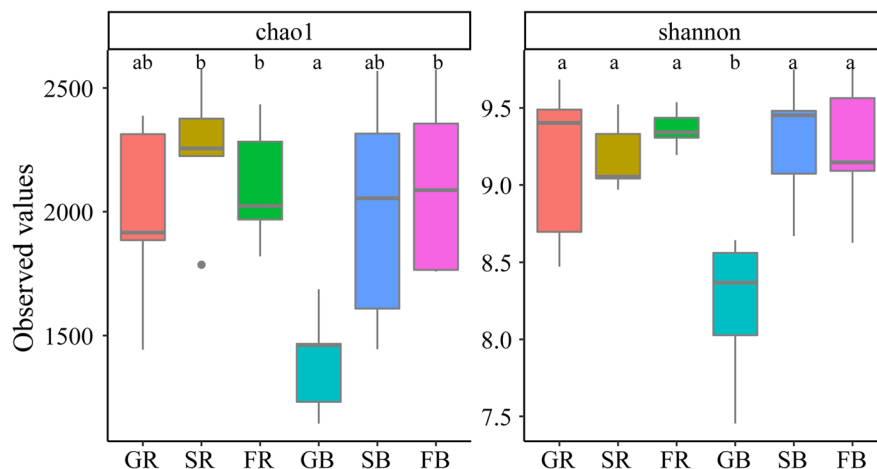 chao1
ab b b a ab b
2500
2000
1500
Observed values
GR SR FR GB SB FB
shannon
a a a b a a
9.5
9.0
8.5
8.0
7.5
GR SR FR GB SB FB